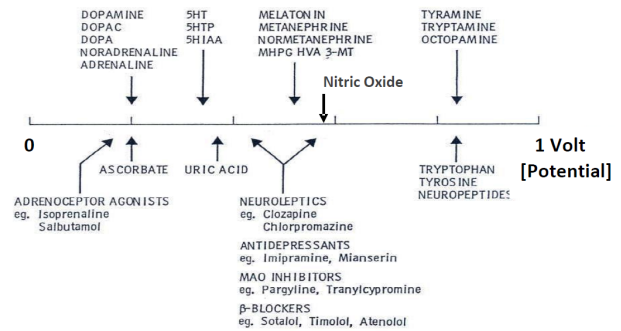 DOPAMINE
DOPAC
DOPA
NORADRENALINE
ADRENALINE
5HT
5HTP
5HIAA
MELATONIN
METANEPHRINE
NORMETANEPHRINE
MHPG HVA 3-MT
TYRAMINE
TRYPTAMINE
OCTOPAMINE
Nitric Oxide
0
1 Volt
[Potential]
ASCORBATE
URIC ACID
ADRENOCEPTOR AGONISTS
eg. Isoprenaline
Salbutamol
NEUROLEPTICS
eg. Clozapine
Chlorpromazine
ANTIDEPRESSANTS
eg. Imipramine, Mianserin
MAO INHIBITORS
eg. Pargyline, Tranylcypromine
β-BLOCKERS
eg. Sotalol, Timolol, Atenolol
TRYPTOPHAN
TYROSINE
NEUROPEPTIDES